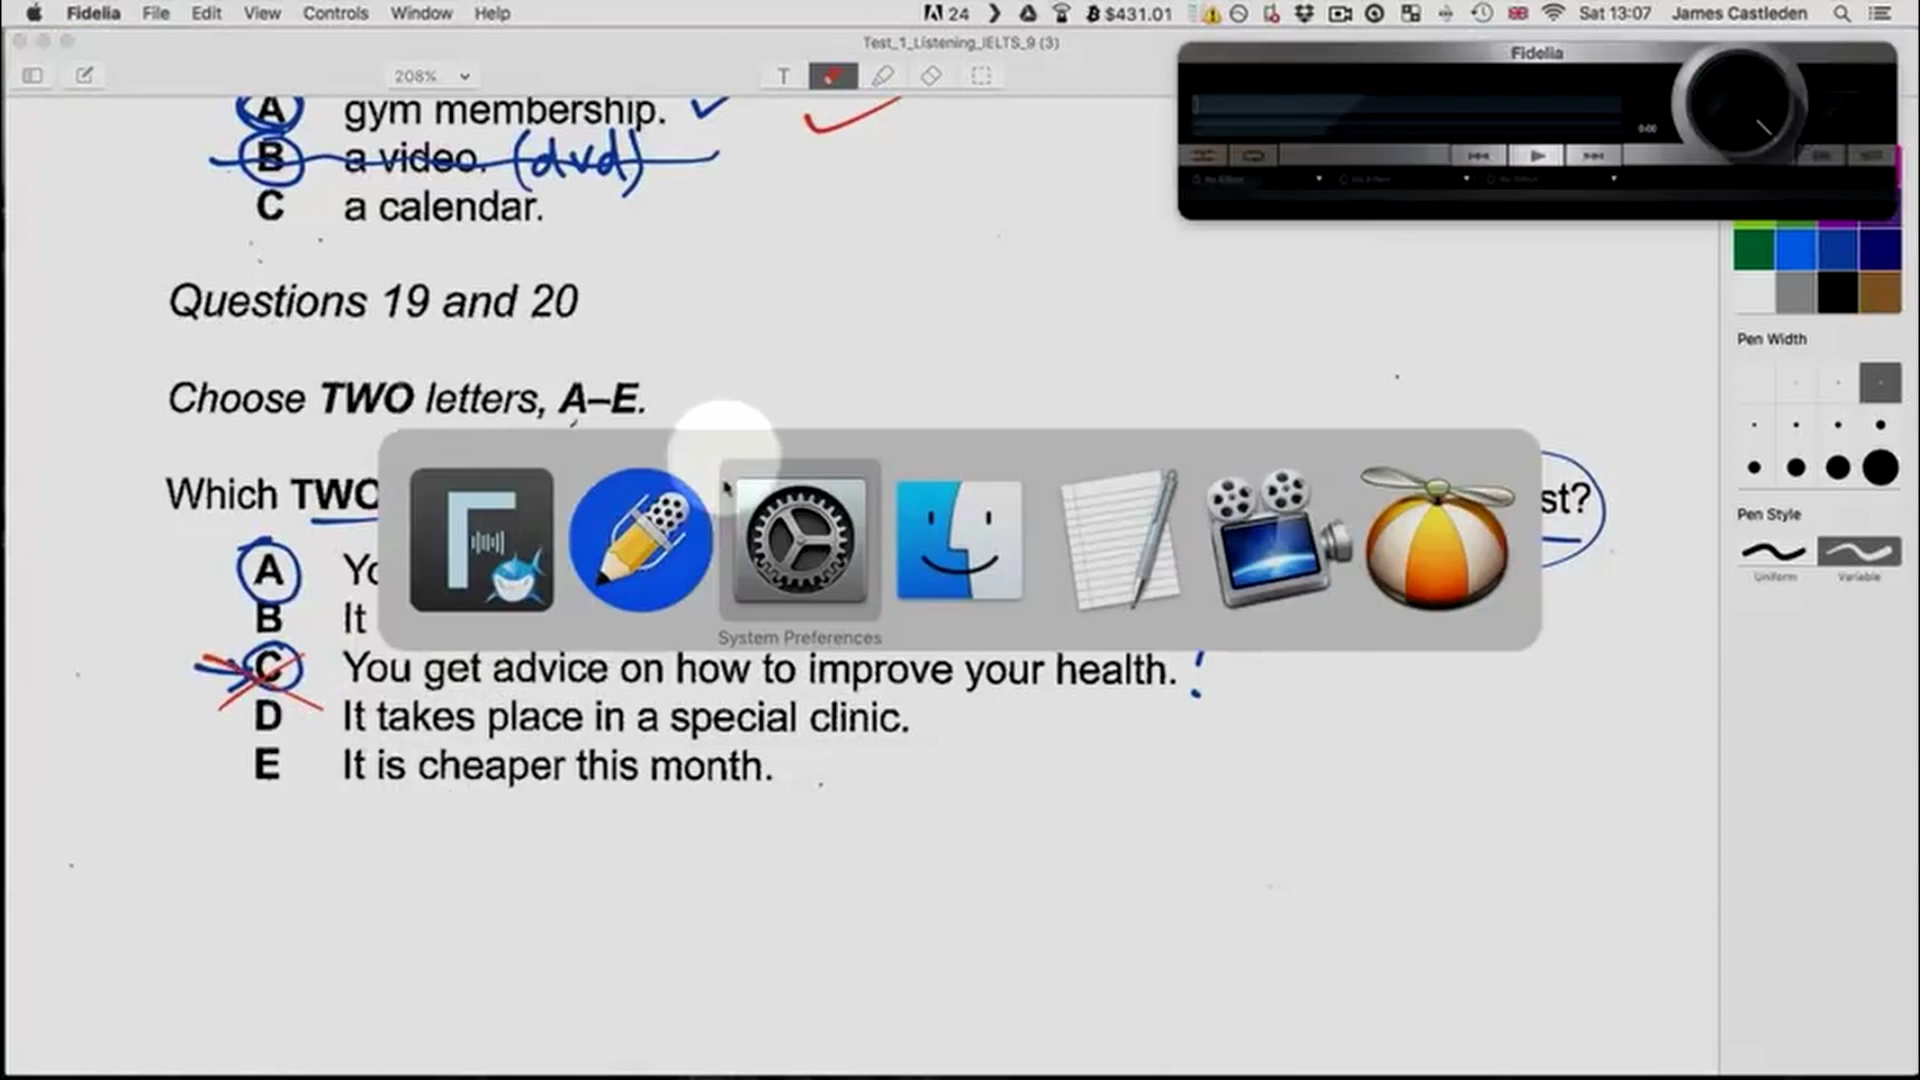 Fidelia File Edit View Controls Window Help 24 $431.01 Sat 13:07 James Castleden
Test_1_Listening_IELTS_9 (3)
Fidelia
208%
T
0:00
A gym membership.
B a video. (dvd)
C a calendar.
Questions 19 and 20
Choose TWO letters, A–E.
Which TWO st?
A Yo
B It
System Preferences
C You get advice on how to improve your health. !
D It takes place in a special clinic.
E It is cheaper this month.
Pen Width
Pen Style
Uniform Variable